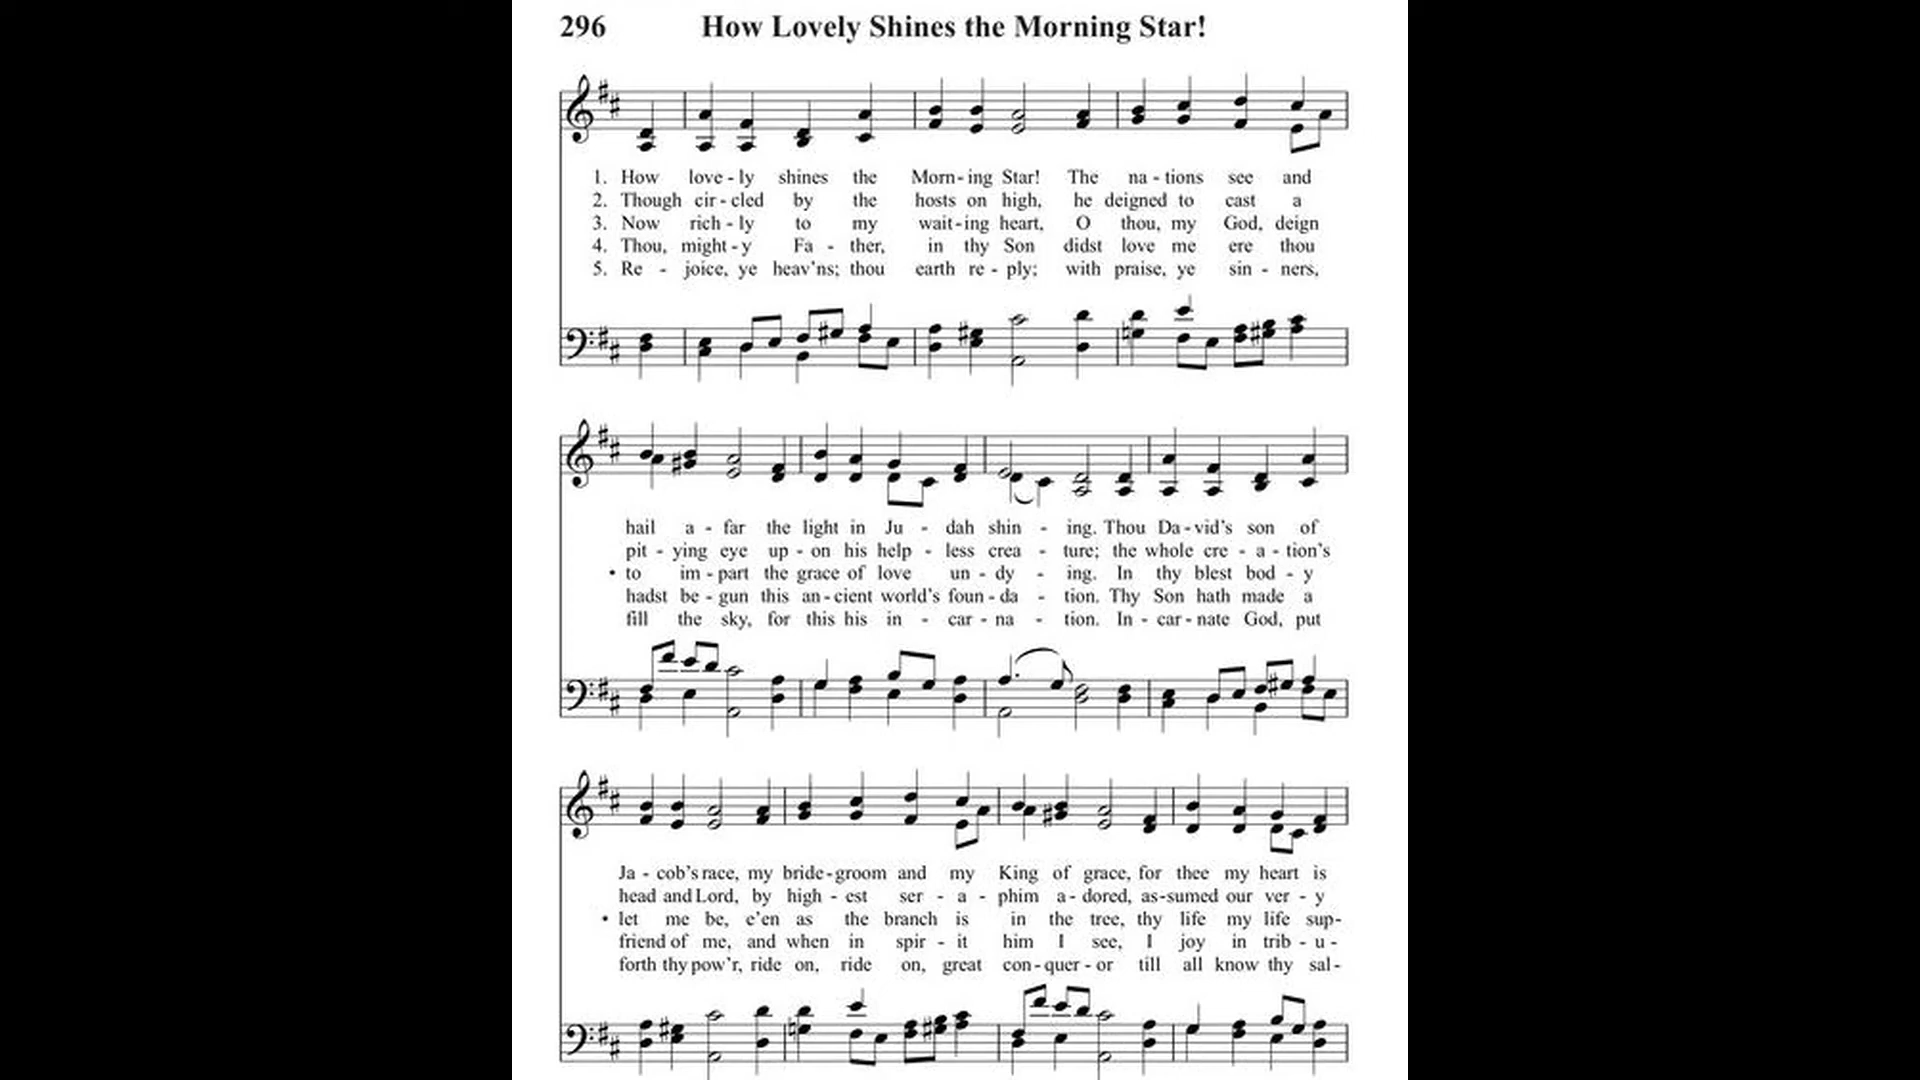 296 How Lovely Shines the Morning Star!
1. How love - ly shines the Morn - ing Star! The na - tions see and
2. Though cir - cled by the hosts on high, he deigned to cast a
3. Now rich - ly to my wait - ing heart, O thou, my God, deign
4. Thou, might - y Fa - ther, in thy Son didst love me ere thou
5. Re - joice, ye heav'ns; thou earth re - ply; with praise, ye sin - ners,
hail a - far the light in Ju - dah shin - ing. Thou Da - vid's son of
pit - ying eye up - on his help - less crea - ture; the whole cre - a - tion's
• to im - part the grace of love un - dy - ing. In thy blest bod - y
hadst be - gun this an - cient world's foun - da - tion. Thy Son hath made a
fill the sky, for this his in - car - na - tion. In - car - nate God, put
Ja - cob's race, my bride - groom and my King of grace, for thee my heart is
head and Lord, by high - est ser - a - phim a - dored, as - sumed our ver - y
• let me be, e'en as the branch is in the tree, thy life my life sup-
friend of me, and when in spir - it him I see, I joy in trib - u -
forth thy pow'r, ride on, ride on, great con - quer - or till all know thy sal-